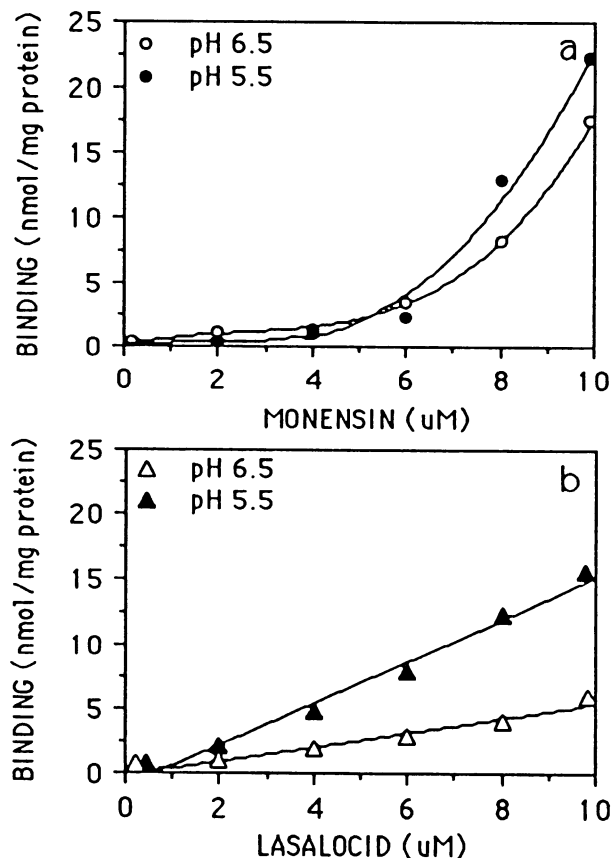 a
pH 6.5
pH 5.5
25
20
15
10
5
0
BINDING (nmol/mg protein)
0 2 4 6 8 10
MONENSIN (uM)
b
pH 6.5
pH 5.5
25
20
15
10
5
0
BINDING (nmol/mg protein)
0 2 4 6 8 10
LASALOCID (uM)